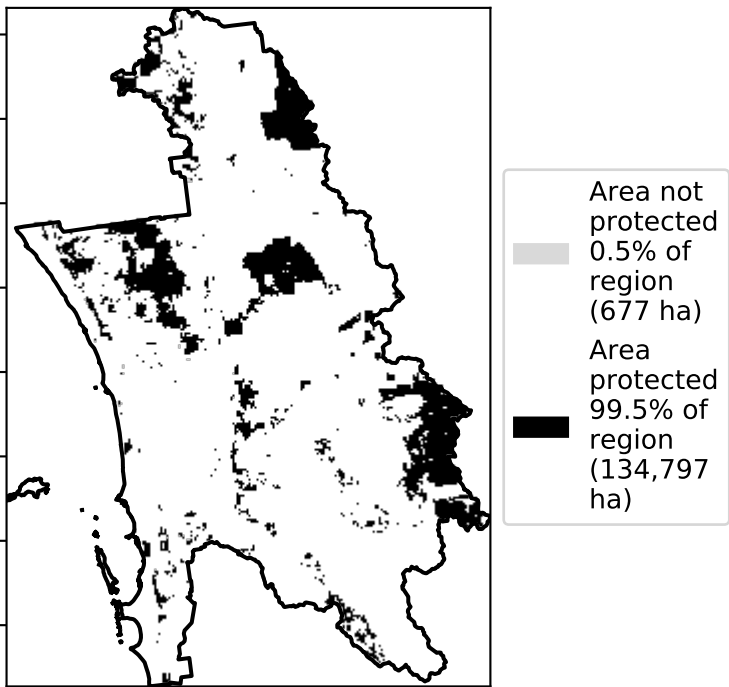 Area not
protected
0.5% of
region
(677 ha)
Area
protected
99.5% of
region
(134,797
ha)